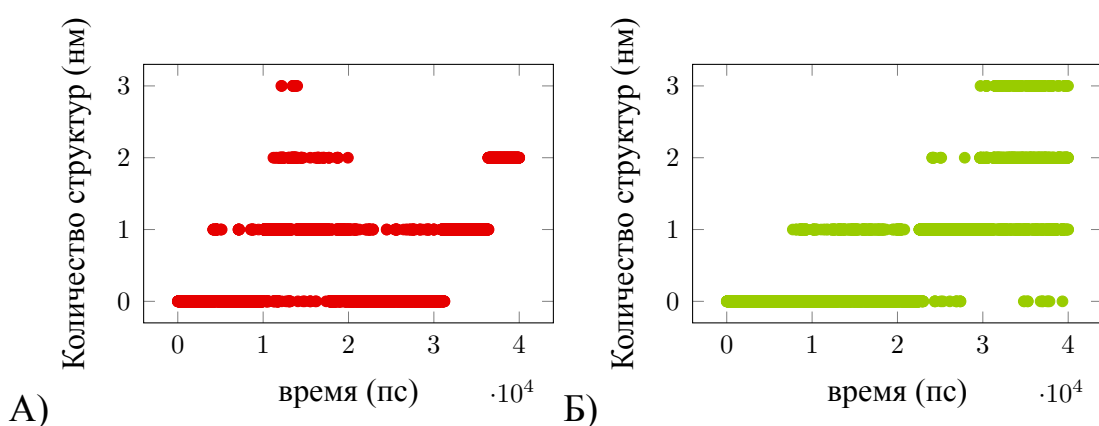 Количество структур (нм)
3
2
1
0
0 1 2 3 4
время (пс) ·10⁴
А)
Количество структур (нм)
3
2
1
0
0 1 2 3 4
время (пс) ·10⁴
Б)